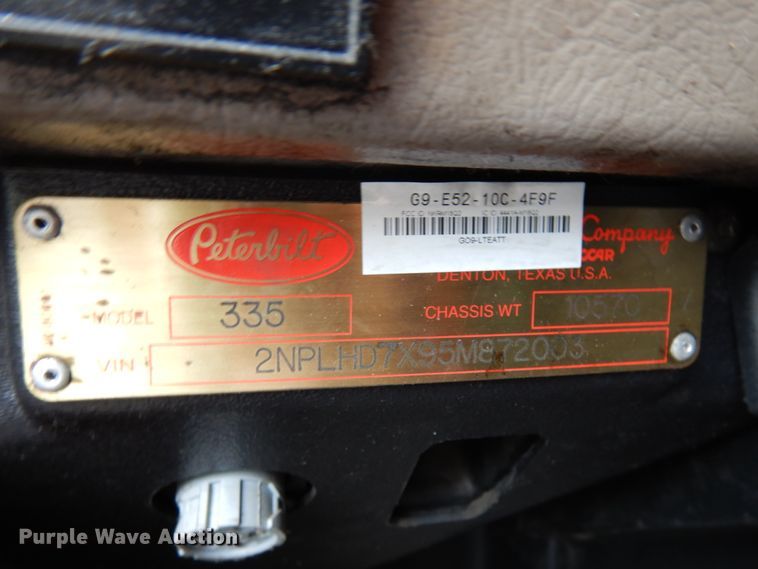 G9-E52-10C-4F9F
GO9-LTEATT
Peterbilt
Company
DENTON, TEXAS U.S.A.
MODEL 335 CHASSIS WT 10570
VIN 2NPLHD7X95M872003
Purple Wave Auction